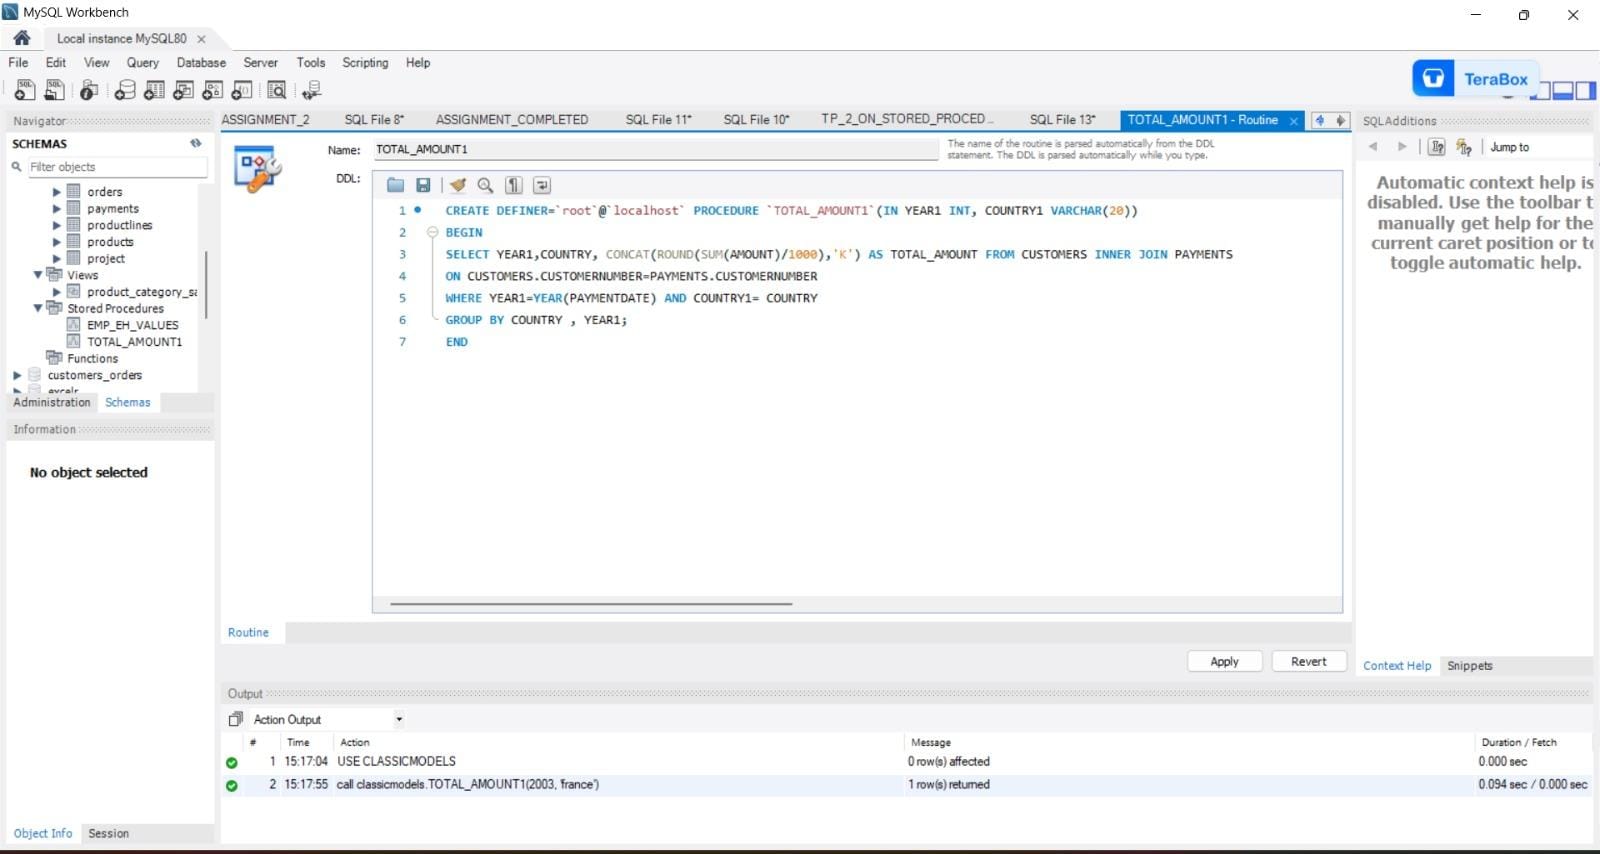 MySQL Workbench
Local instance MySQL80
File Edit View Query Database Server Tools Scripting Help
TeraBox
Navigator
SCHEMAS
Filter objects
orders
payments
productlines
products
project
Views
product_category_sa
Stored Procedures
EMP_EH_VALUES
TOTAL_AMOUNT1
Functions
customers_orders
excelr
Administration Schemas
Information
No object selected
Object Info Session
ASSIGNMENT_2 SQL File 8* ASSIGNMENT_COMPLETED SQL File 11* SQL File 10* TP_2_ON_STORED_PROCED... SQL File 13* TOTAL_AMOUNT1 - Routine
Name: TOTAL_AMOUNT1
The name of the routine is parsed automatically from the DDL
statement. The DDL is parsed automatically while you type.
DDL:
1 CREATE DEFINER=`root`@`localhost` PROCEDURE `TOTAL_AMOUNT1`(IN YEAR1 INT, COUNTRY1 VARCHAR(20))
2 BEGIN
3 SELECT YEAR1,COUNTRY, CONCAT(ROUND(SUM(AMOUNT)/1000),'K') AS TOTAL_AMOUNT FROM CUSTOMERS INNER JOIN PAYMENTS
4 ON CUSTOMERS.CUSTOMERNUMBER=PAYMENTS.CUSTOMERNUMBER
5 WHERE YEAR1=YEAR(PAYMENTDATE) AND COUNTRY1= COUNTRY
6 GROUP BY COUNTRY , YEAR1;
7 END
Routine
Apply Revert
SQLAdditions
Jump to
Automatic context help is
disabled. Use the toolbar t
manually get help for the
current caret position or to
toggle automatic help.
Context Help Snippets
Output
Action Output
# Time Action Message Duration / Fetch
1 15:17:04 USE CLASSICMODELS 0 row(s) affected 0.000 sec
2 15:17:55 call classicmodels.TOTAL_AMOUNT1(2003, 'france') 1 row(s) returned 0.094 sec / 0.000 sec